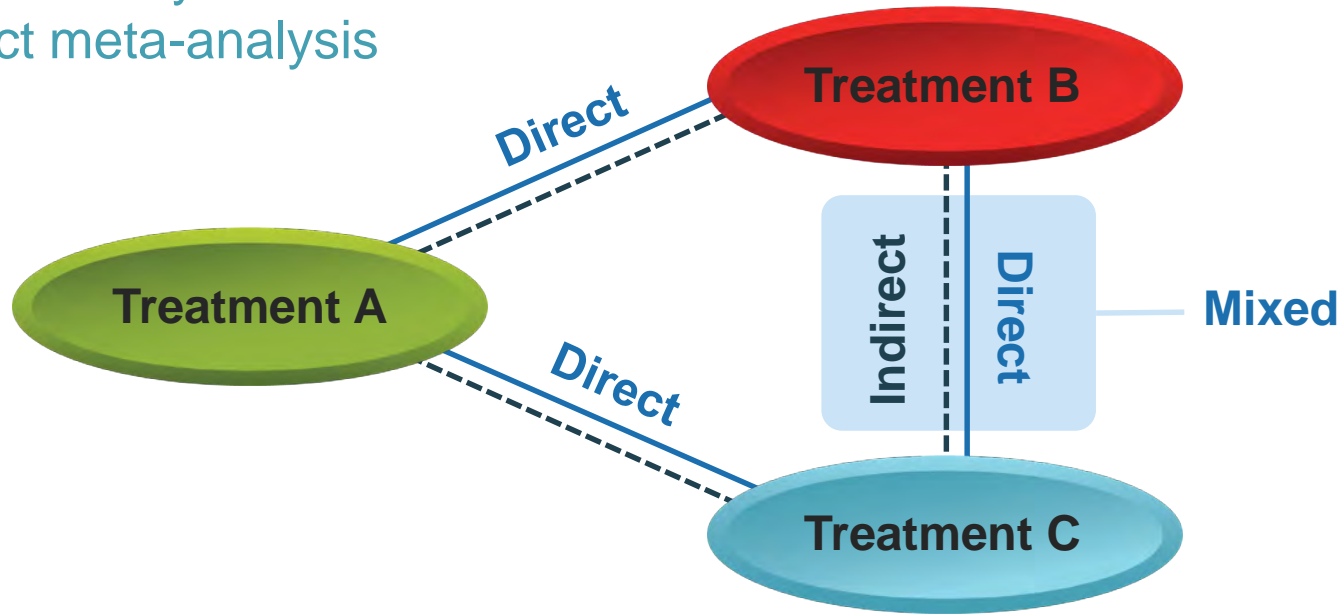 ct meta-analysis
Treatment B
Direct
Treatment A
Indirect
Direct
Mixed
Direct
Treatment C